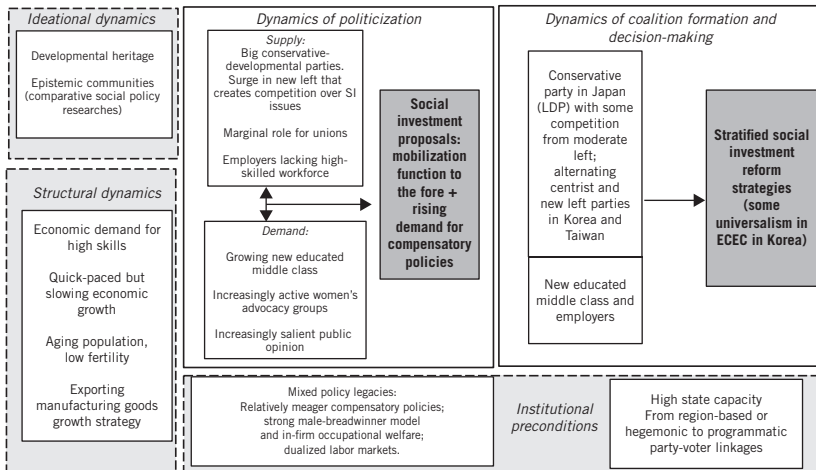 Ideational dynamics
Developmental heritage
Epistemic communities
(comparative social policy
researches)
Structural dynamics
Economic demand for
high skills
Quick-paced but
slowing economic
growth
Aging population,
low fertility
Exporting
manufacturing goods
growth strategy
Dynamics of politicization
Supply:
Big conservative-
developmental parties.
Surge in new left that
creates competition over SI
issues
Marginal role for unions
Employers lacking high-
skilled workforce
Demand:
Growing new educated
middle class
Increasingly active women's
advocacy groups
Increasingly salient public
opinion
Social
investment
proposals:
mobilization
function to
the fore +
rising
demand for
compensatory
policies
Dynamics of coalition formation and
decision-making
Conservative
party in Japan
(LDP) with some
competition
from moderate
left;
alternating
centrist and
new left parties
in Korea and
Taiwan
New educated
middle class and
employers
Stratified social
investment
reform
strategies
(some
universalism in
ECEC in Korea)
Mixed policy legacies:
Relatively meager compensatory policies;
strong male-breadwinner model
and in-firm occupational welfare;
dualized labor markets.
Institutional
preconditions
High state capacity
From region-based or
hegemonic to programmatic
party-voter linkages